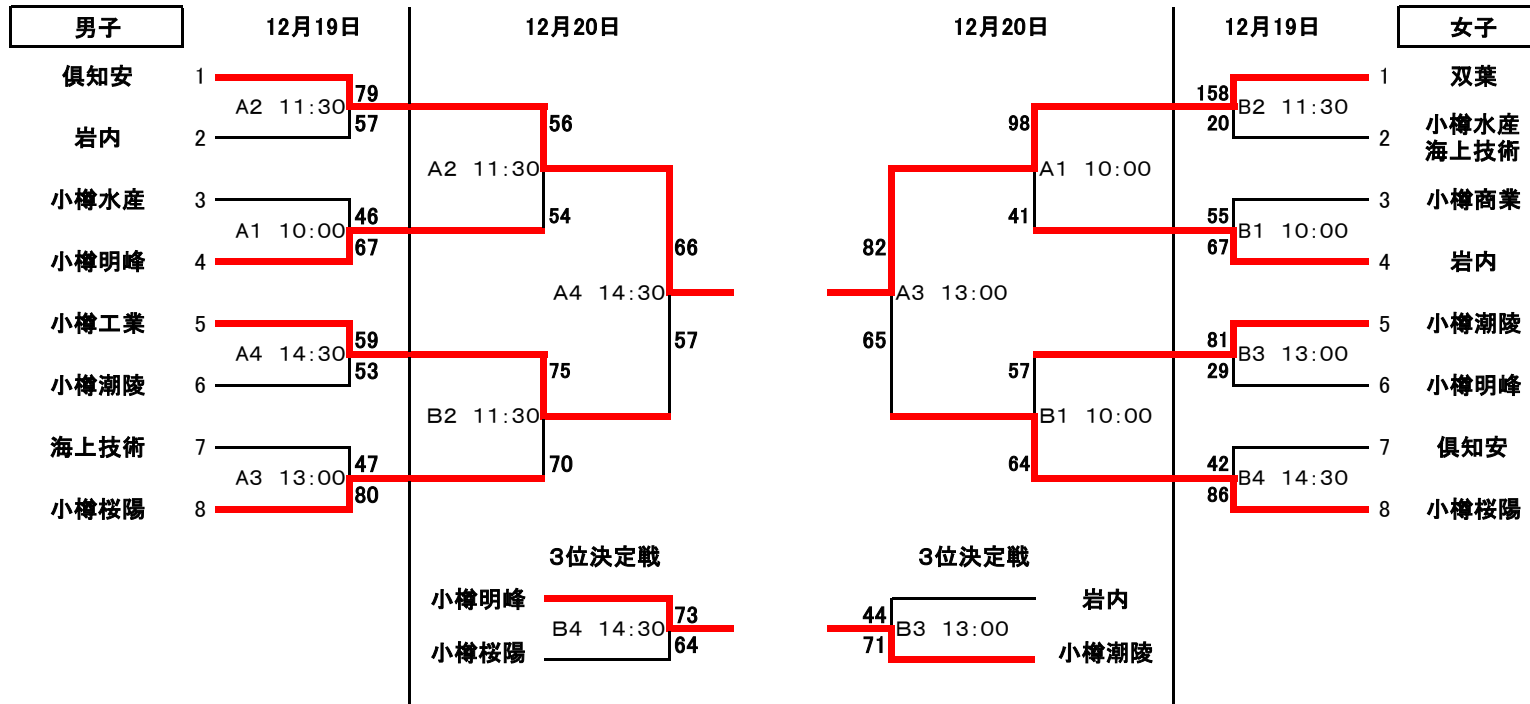 男子 12月19日 12月20日 12月20日 12月19日 女子
倶知安 1 1 双葉
79 158
A2 11:30 B2 11:30
57 56 98 20
岩内 2 2 小樽水産
海上技術
A2 11:30 A1 10:00
小樽水産 3 3 小樽商業
46 54 41 55
A1 10:00 B1 10:00
67 66 82 67
小樽明峰 4 4 岩内
A4 14:30 A3 13:00
小樽工業 5 5 小樽潮陵
59 57 65 81
A4 14:30 B3 13:00
53 75 57 29
小樽潮陵 6 6 小樽明峰
B2 11:30 B1 10:00
海上技術 7 7 倶知安
47 70 64 42
A3 13:00 B4 14:30
80 86
小樽桜陽 8 8 小樽桜陽
3位決定戦 3位決定戦
小樽明峰 岩内
73 44
B4 14:30 B3 13:00
64 71
小樽桜陽 小樽潮陵